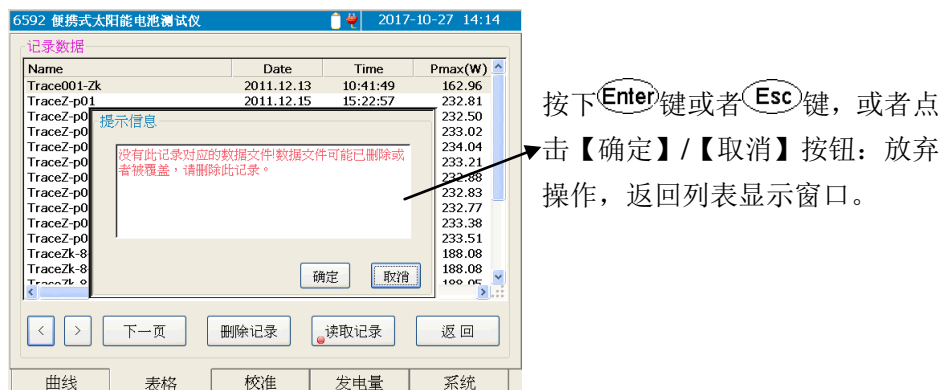 6592 便携式太阳能电池测试仪 2017-10-27 14:14
记录数据
Name Date Time Pmax(W)
Trace001-Zk 2011.12.13 10:41:49 162.96
TraceZ-p01 2011.12.15 15:22:57 232.81
TraceZ-p0 232.50
TraceZ-p0 233.02
TraceZ-p0 234.04
TraceZ-p0 233.21
TraceZ-p0 232.88
TraceZ-p0 232.83
TraceZ-p0 232.77
TraceZ-p0 233.38
TraceZ-p0 233.51
TraceZk-8 188.08
TraceZk-8 188.08
TraceZk-8 188.05
提示信息
没有此记录对应的数据文件!数据文件可能已删除或
者被覆盖，请删除此记录。
确定 取消
< > 下一页 删除记录 读取记录 返回
曲线 表格 校准 发电量 系统
按下Enter键或者Esc键，或者点
击【确定】/【取消】按钮：放弃
操作，返回列表显示窗口。